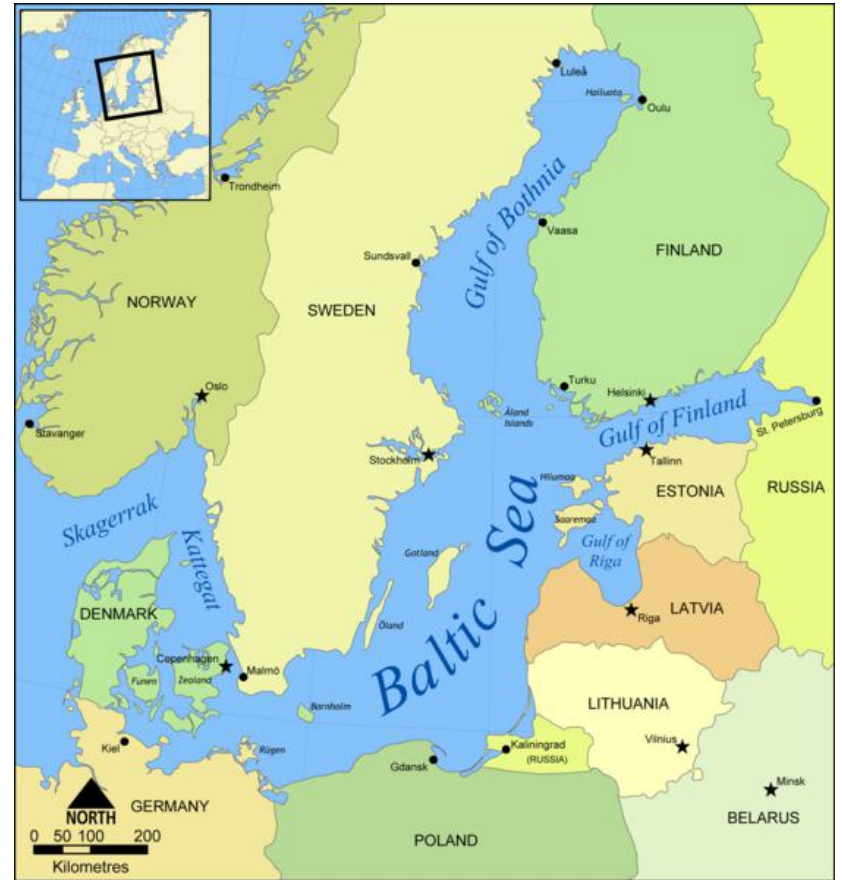 Luleå
Hailuoto
Oulu
Trondheim
Gulf of Bothnia
Vaasa
FINLAND
Sundsvall
NORWAY
SWEDEN
Oslo
Turku
Helsinki
Åland
Islands
Gulf of Finland
St. Petersburg
Stavanger
Stockholm
Tallinn
Hiiumaa
ESTONIA
RUSSIA
Skagerrak
Kattegat
Saaremaa
Gulf of
Riga
Gotland
Baltic Sea
DENMARK
Öland
Riga
LATVIA
Copenhagen
Malmö
Funen
Zealand
Bornholm
LITHUANIA
Vilnius
Kiel
Rügen
Kaliningrad
(RUSSIA)
Gdansk
Minsk
NORTH
GERMANY
BELARUS
0 50 100 200
Kilometres
POLAND